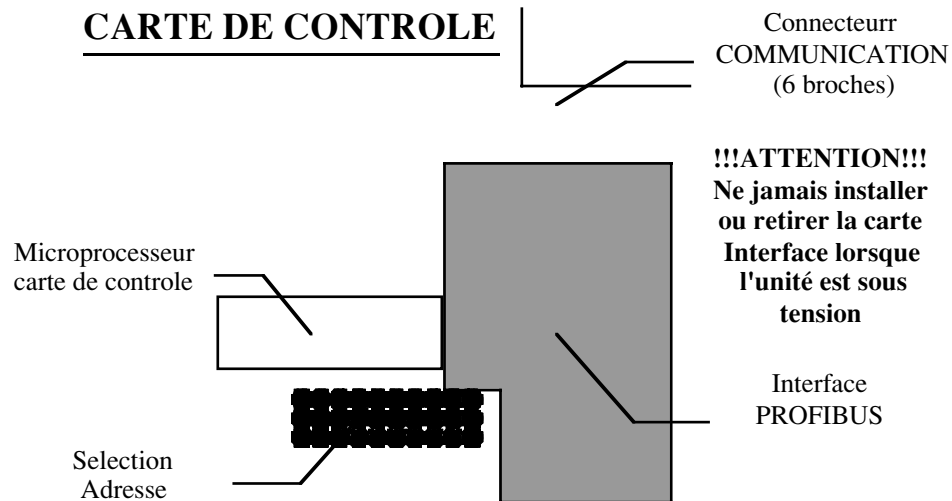 CARTE DE CONTROLE
Connecteurr
COMMUNICATION
(6 broches)
!!!ATTENTION!!!
Ne jamais installer
ou retirer la carte
Interface lorsque
l'unité est sous
tension
Microprocesseur
carte de controle
Interface
PROFIBUS
Selection
Adresse